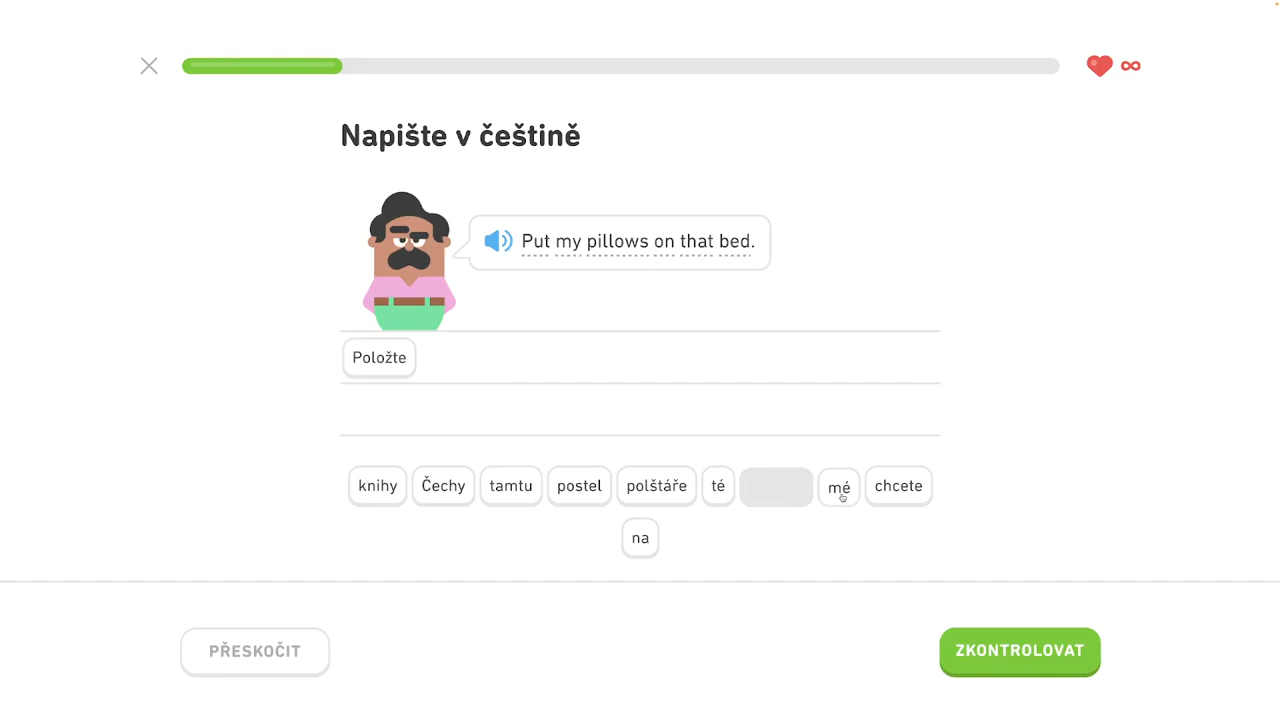 Napište v češtině
Put my pillows on that bed.
Položte
knihy Čechy tamtu postel polštáře té mé chcete
na
PŘESKOČIT ZKONTROLOVAT